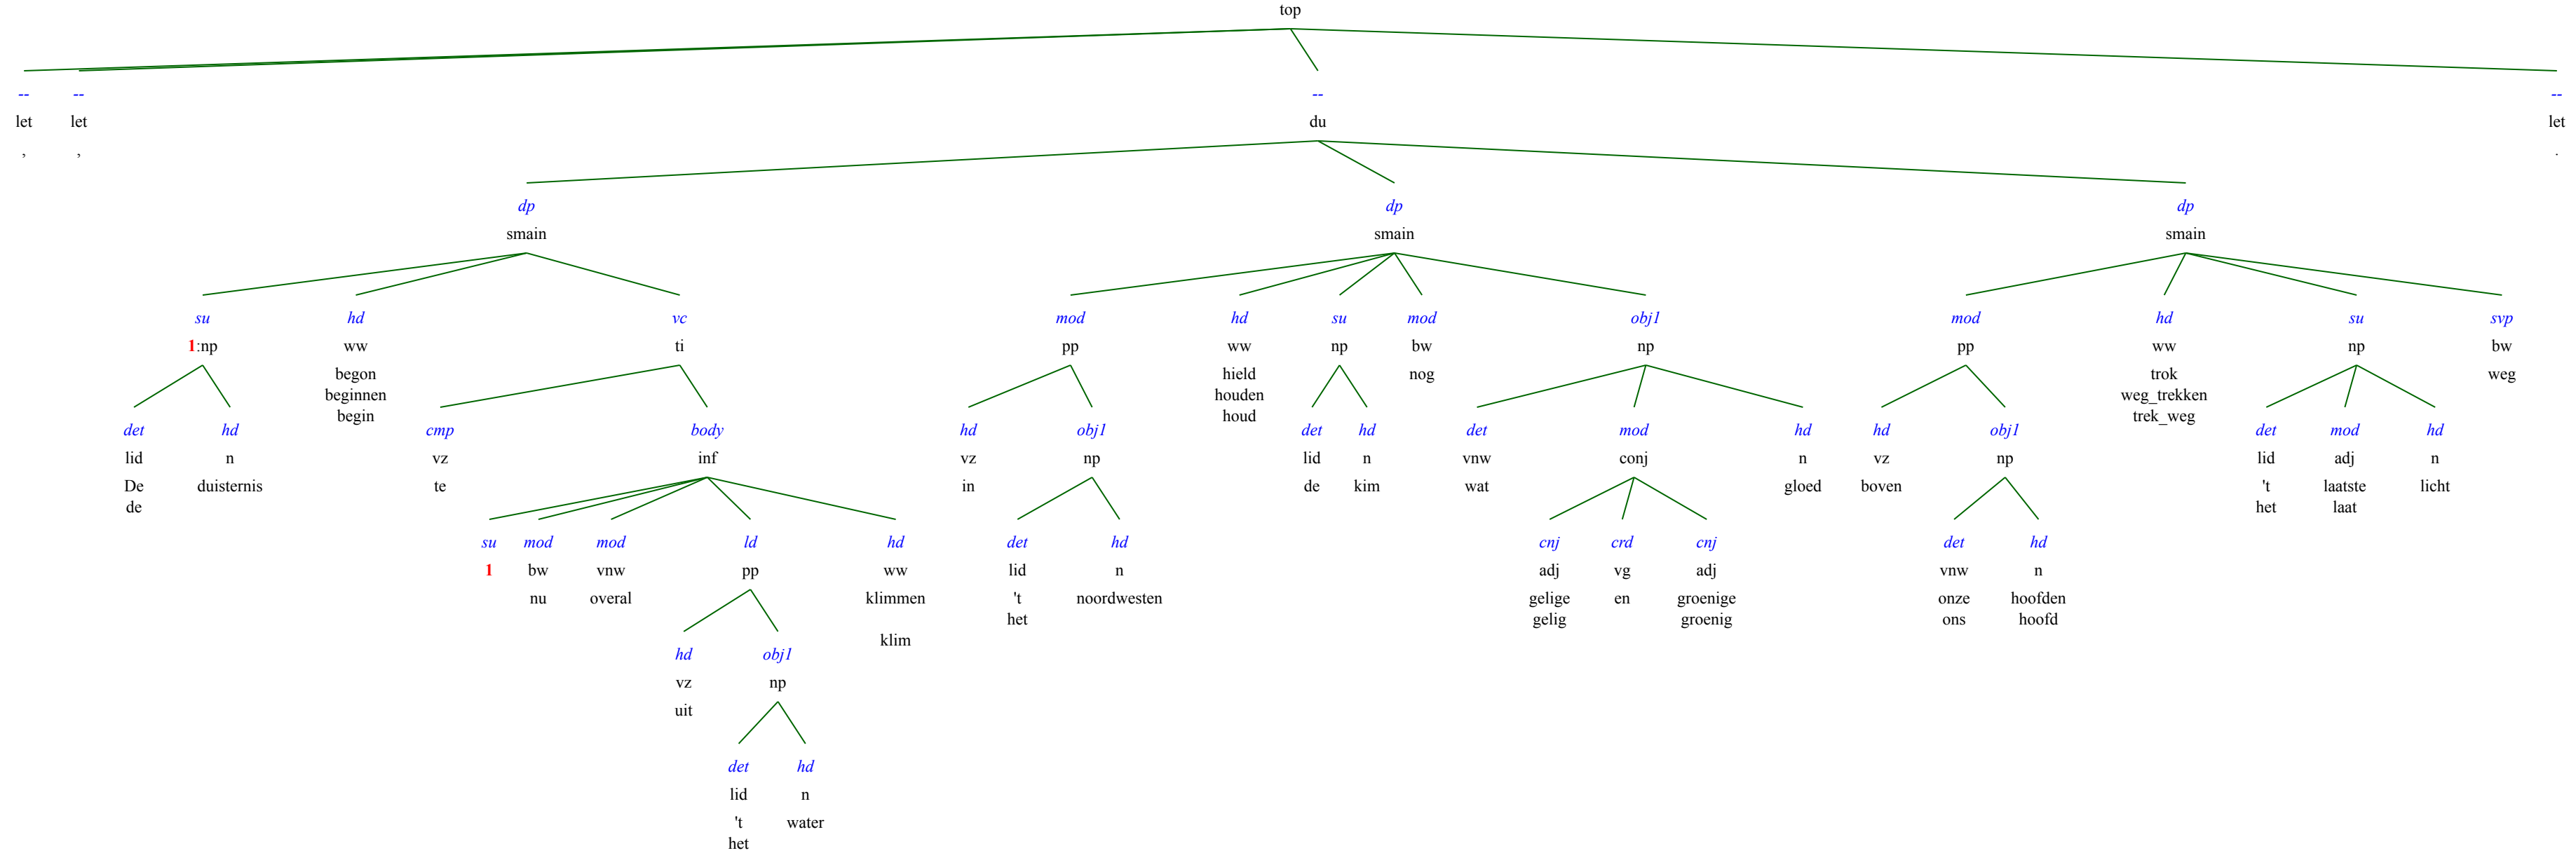 top
-- -- -- --
let let du let
, , .
dp dp dp
smain smain smain
su hd vc mod hd su mod obj1 mod hd su svp
1:np ww ti pp ww np bw np pp ww np bw
begon hield nog trok weg
beginnen houden weg_trekken
begin houd trek_weg
det hd cmp body hd obj1 det hd det mod hd hd obj1 det mod hd
lid n vz inf vz np lid n vnw conj n vz np lid adj n
De duisternis te in de kim wat gloed boven 't laatste licht
de het laat
su mod mod ld hd det hd cnj crd cnj det hd
1 bw vnw pp ww lid n adj vg adj vnw n
nu overal klimmen 't noordwesten gelige en groenige onze hoofden
het gelig groenig ons hoofd
klim
hd obj1
vz np
uit
det hd
lid n
't water
het